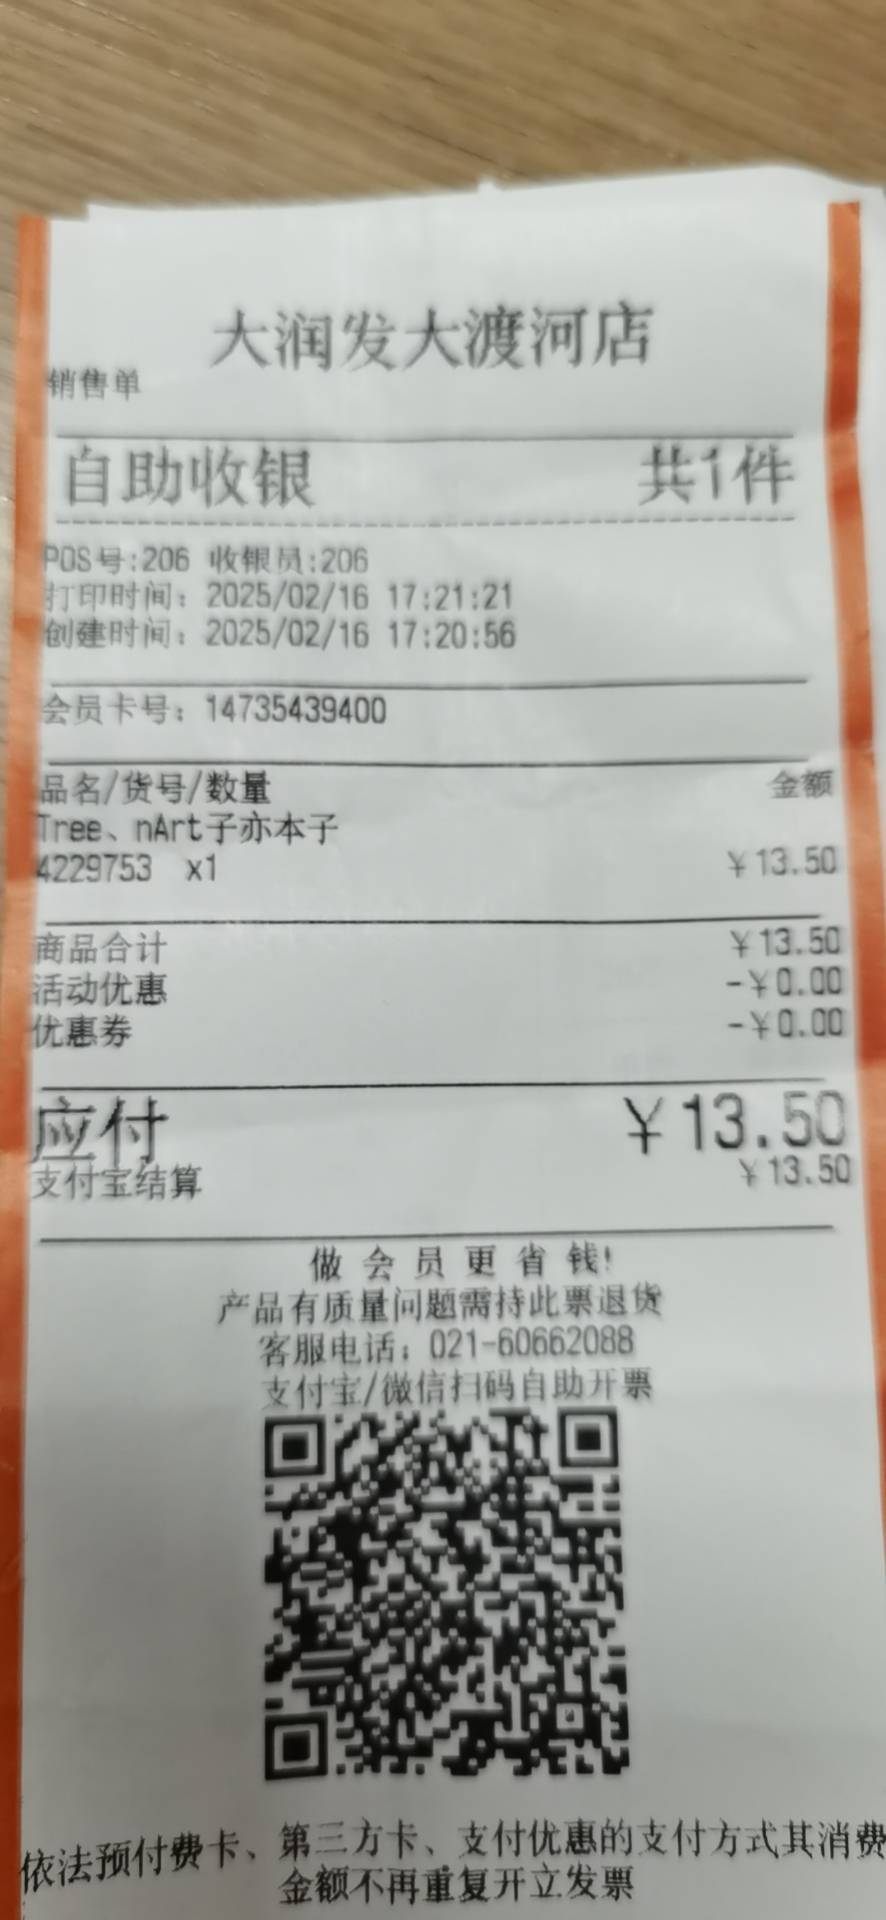 大润发大渡河店
销售单
自助收银 共1件
POS号:206 收银员:206
打印时间：2025/02/16 17:21:21
创建时间：2025/02/16 17:20:56
会员卡号：14735439400
品名/货号/数量 金额
Tree、nArt子亦本子
4229753 x1 ￥13.50
商品合计 ￥13.50
活动优惠 -￥0.00
优惠券 -￥0.00
应付 ￥13.50
支付宝结算 ￥13.50
做会员更省钱!
产品有质量问题需持此票退货
客服电话：021-60662088
支付宝/微信扫码自助开票
依法预付费卡、第三方卡、支付优惠的支付方式其消费
金额不再重复开立发票